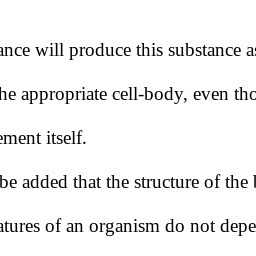 ance will produce this substance as
he appropriate cell-body, even tho
ement itself.
be added that the structure of the
atures of an organism do not depe